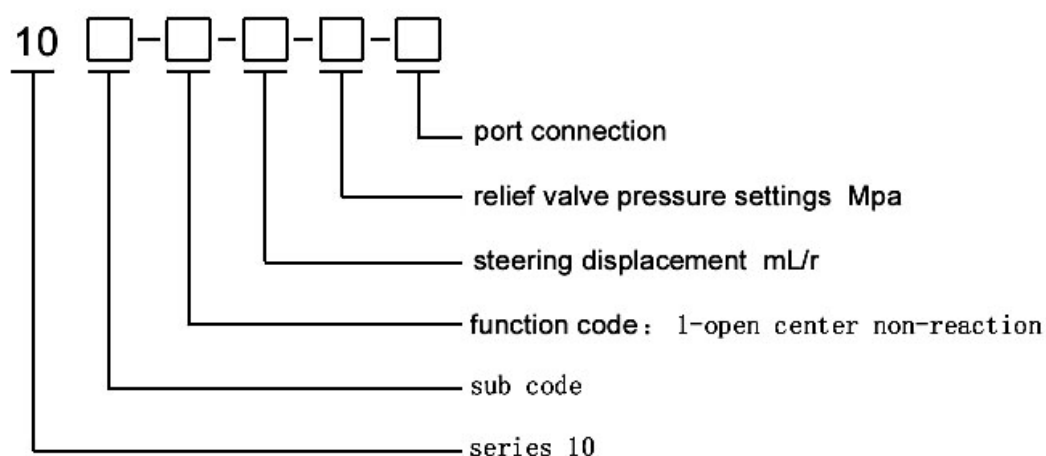 10 □-□-□-□-□
port connection
relief valve pressure settings Mpa
steering displacement mL/r
function code： 1-open center non-reaction
sub code
series 10